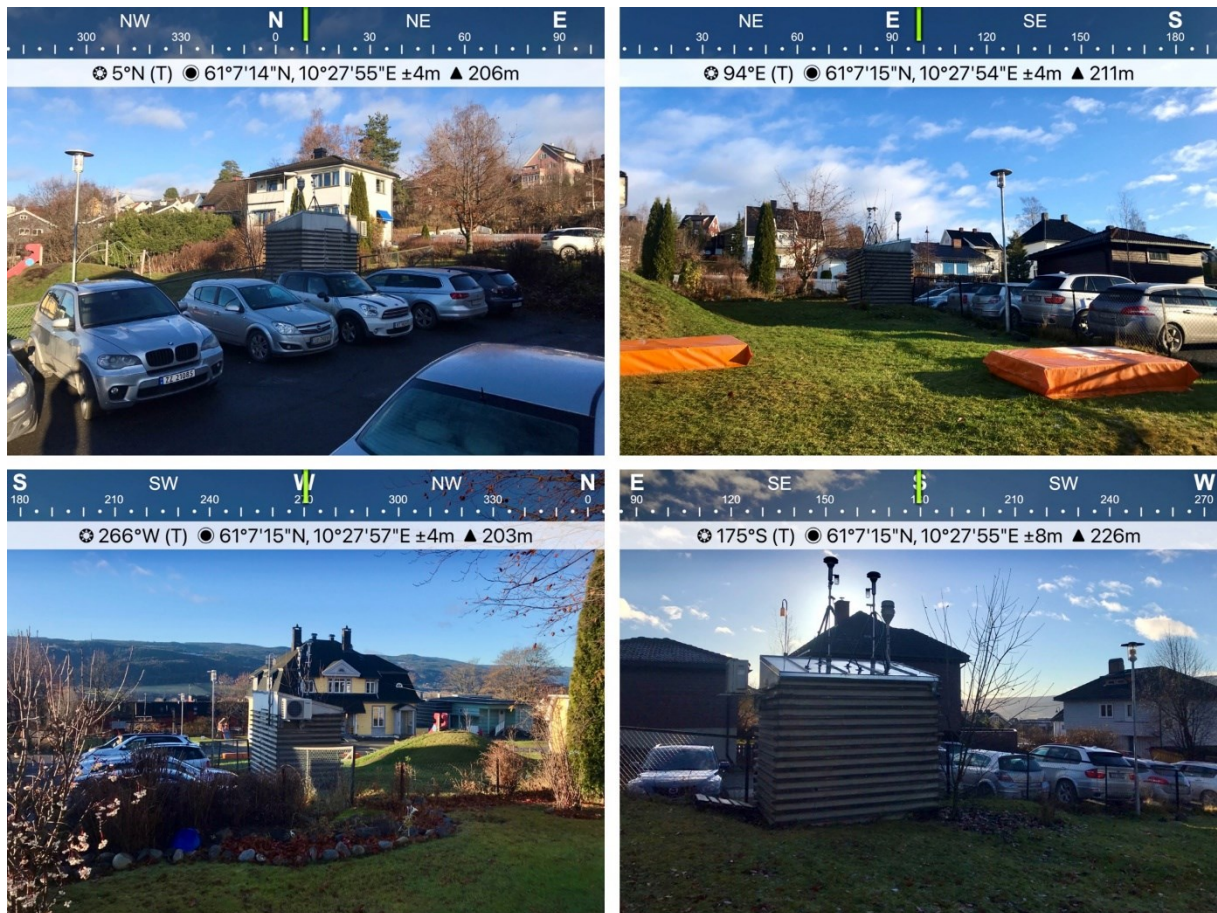 NW N NE E
300 330 0 30 60 90
5°N (T) 61°7'14"N, 10°27'55"E ±4m ▲ 206m
NE E SE S
30 60 90 120 150 190
94°E (T) 61°7'15"N, 10°27'54"E ±4m ▲ 211m
S SW W NW N
180 210 240 270 300 330 0
266°W (T) 61°7'15"N, 10°27'57"E ±4m ▲ 203m
E SE S SW W
90 120 150 180 210 240 270
175°S (T) 61°7'15"N, 10°27'55"E ±8m ▲ 226m